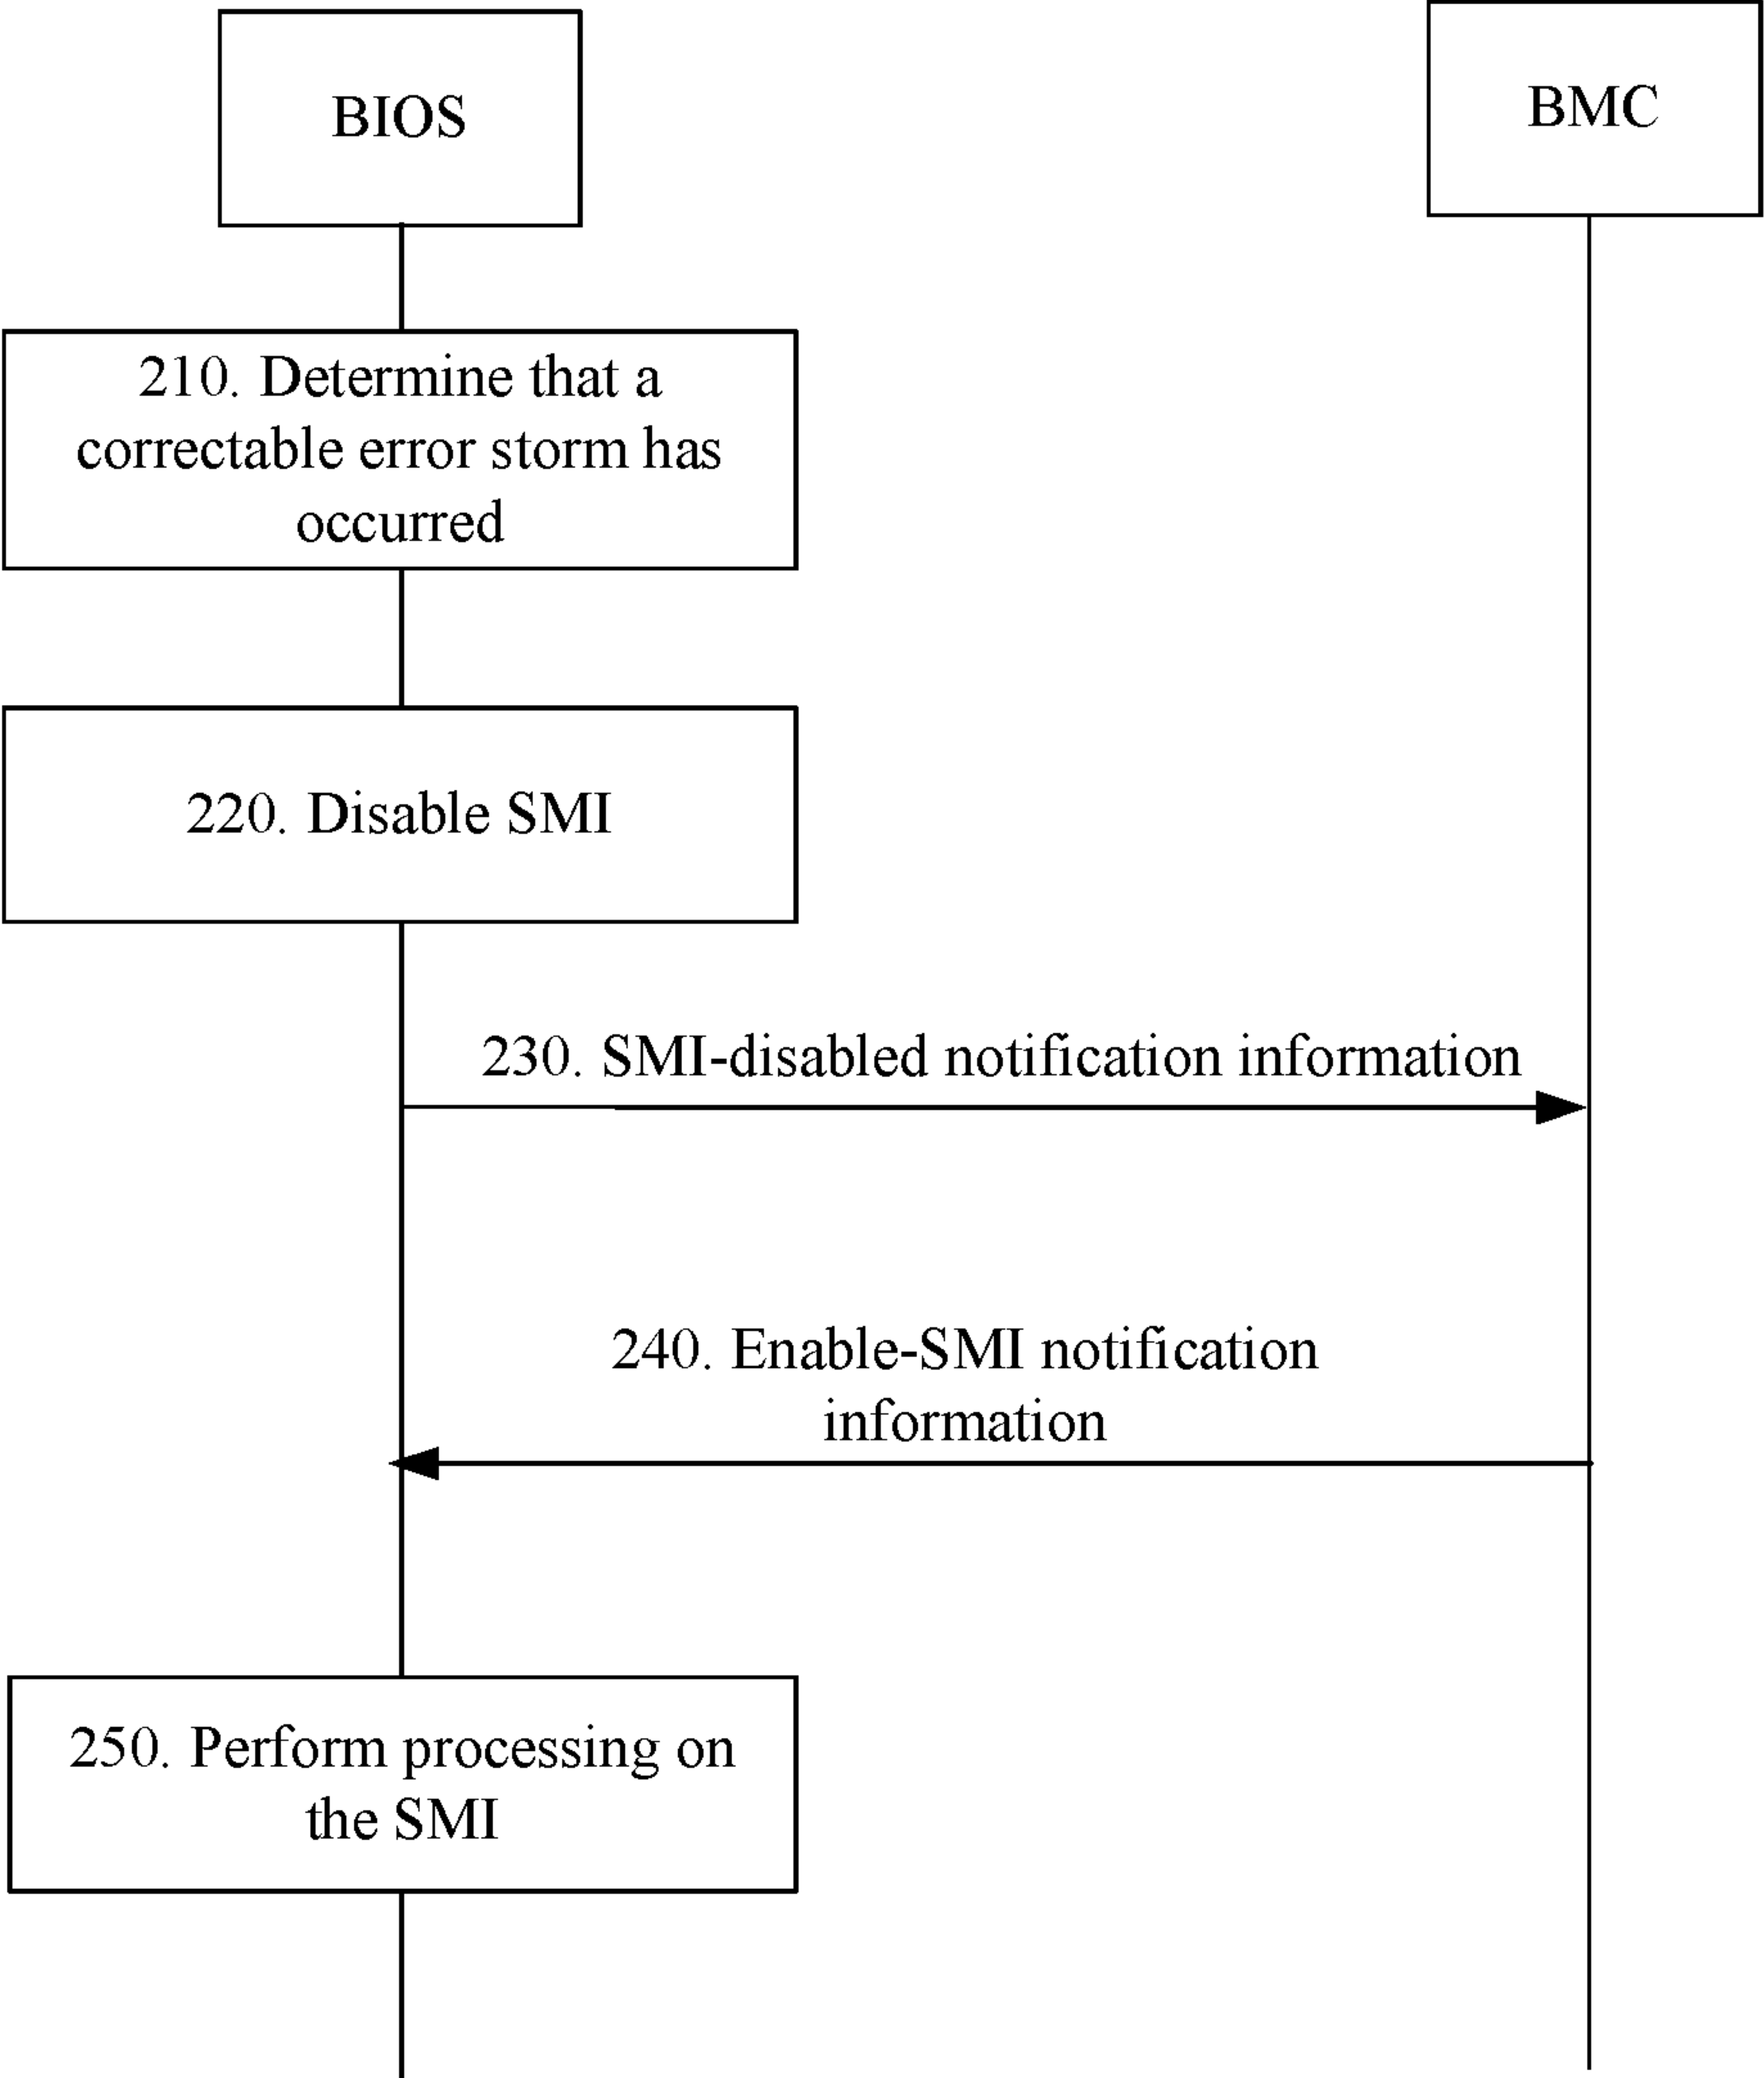 BIOS
BMC
210. Determine that a
correctable error storm has
occurred
220. Disable SMI
230. SMI-disabled notification information
240. Enable-SMI notification
information
250. Perform processing on
the SMI